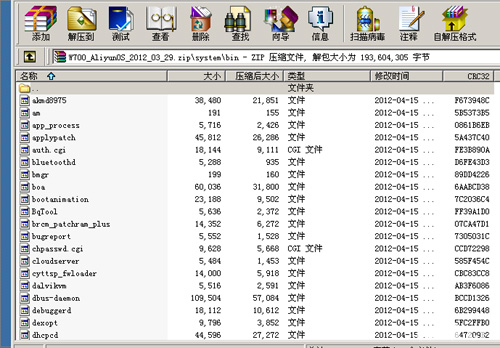 添加 解压到 测试 查看 删除 查找 向导 信息 扫描病毒 注释 自解压格式
W700_AliyunOS_2012_03_29.zip\system\bin - ZIP 压缩文件, 解包大小为 193,604,305 字节
名称 大小 压缩后大小 类型 修改时间 CRC32
.. 文件夹
akmd8975 38,480 21,851 文件 2012-04-15 ... F673948C
am 191 155 文件 2012-04-15 ... 5B5373B5
app_process 5,716 2,426 文件 2012-04-15 ... 0861B6EB
applypatch 45,812 26,286 文件 2012-04-15 ... 5A437C40
auth.cgi 18,144 9,111 CGI 文件 2012-04-15 ... FE3B890A
bluetoothd 5,288 935 文件 2012-04-15 ... D6FE43D3
bmgr 199 160 文件 2012-04-15 ... 89DD4226
boa 60,036 31,800 文件 2012-04-15 ... 6AABCD38
bootanimation 23,188 9,502 文件 2012-04-15 ... 7C2036C4
BqTool 5,636 2,372 文件 2012-04-15 ... FF39A1D0
brcm_patchram_plus 14,352 6,272 文件 2012-04-15 ... 07CA47D1
bugreport 5,552 1,528 文件 2012-04-15 ... 7305031C
chpasswd.cgi 9,628 5,668 CGI 文件 2012-04-15 ... CCD72298
cloudserver 5,484 1,453 文件 2012-04-15 ... 585F454C
cyttsp_fwloader 14,000 5,918 文件 2012-04-15 ... CBC83CC8
dalvikvm 5,516 2,591 文件 2012-04-15 ... AB3F6086
dbus-daemon 109,504 57,084 文件 2012-04-15 ... BCCD1326
debuggerd 18,112 10,612 文件 2012-04-15 ... 6B299448
dexopt 9,796 3,852 文件 2012-04-15 ... 5FC2FFB0
dhcpcd 44,596 27,272 文件 2012-04-15 ...